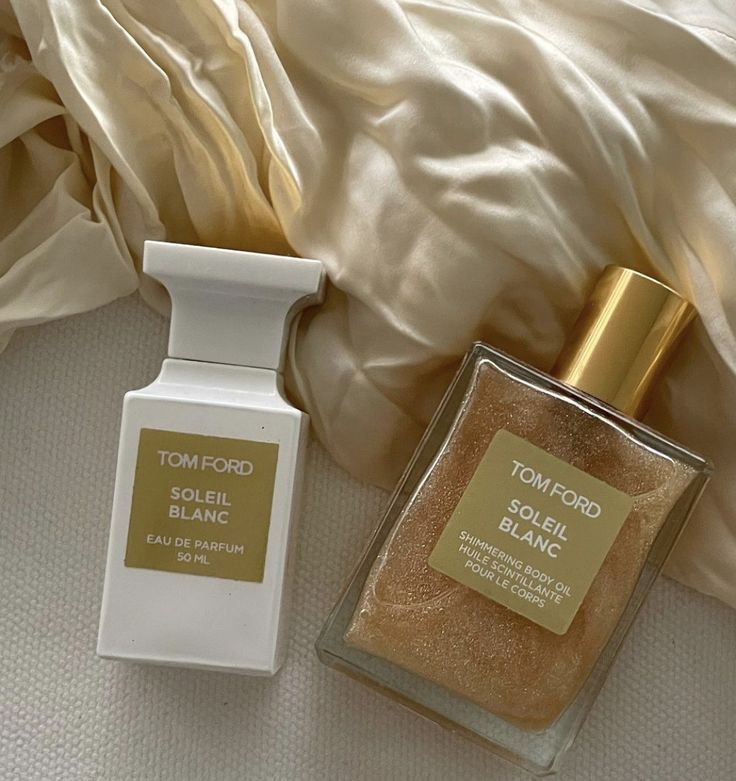 TOM FORD
SOLEIL
BLANC
EAU DE PARFUM
50 ML
TOM FORD
SOLEIL
BLANC
SHIMMERING BODY OIL
HUILE SCINTILLANTE
POUR LE CORPS